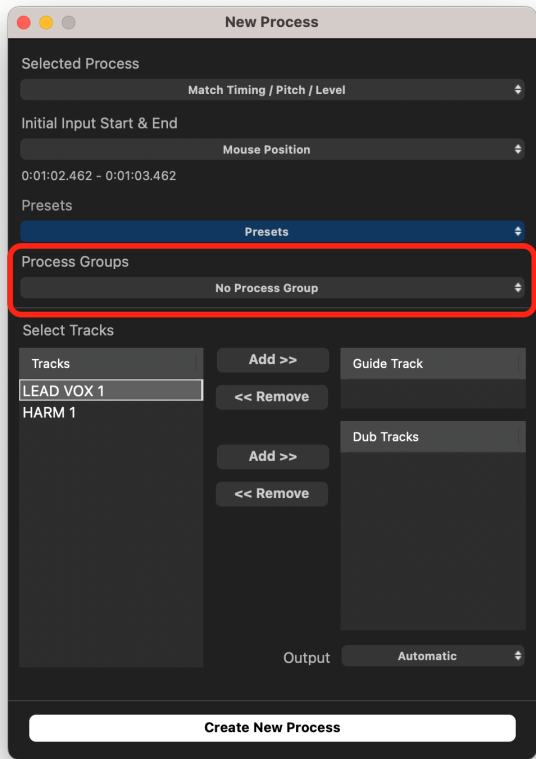 New Process
Selected Process
Match Timing / Pitch / Level
Initial Input Start & End
Mouse Position
0:01:02.462 - 0:01:03.462
Presets
Presets
Process Groups
No Process Group
Select Tracks
Tracks
LEAD VOX 1
HARM 1
Add >>
<< Remove
Guide Track
Add >>
<< Remove
Dub Tracks
Output
Automatic
Create New Process